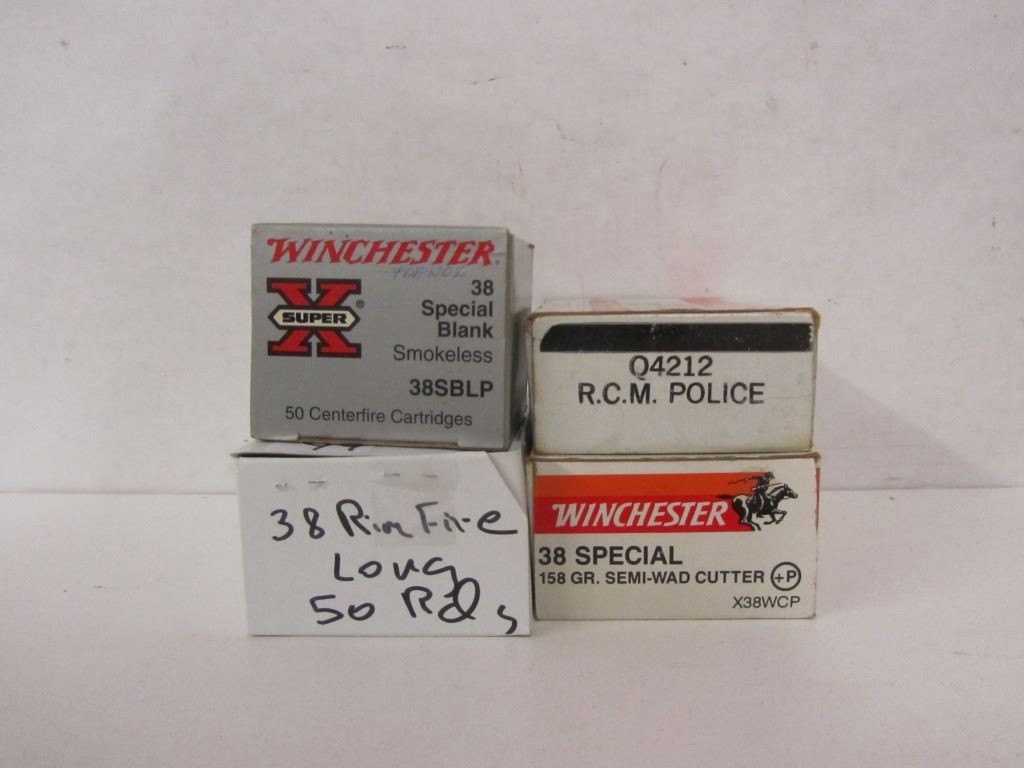 WINCHESTER
X
SUPER ®
38
Special
Blank
Smokeless
38SBLP
50 Centerfire Cartridges
Q4212
R.C.M. POLICE
38 Rim Fire
Long
50 Rds
WINCHESTER
38 SPECIAL
158 GR. SEMI-WAD CUTTER +P
X38WCP